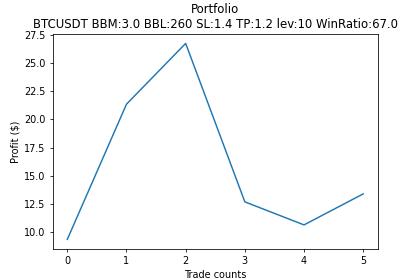 Portfolio
BTCUSDT BBM:3.0 BBL:260 SL:1.4 TP:1.2 lev:10 WinRatio:67.0
27.5
25.0
22.5
20.0
17.5
15.0
12.5
10.0
Profit ($)
0 1 2 3 4 5
Trade counts